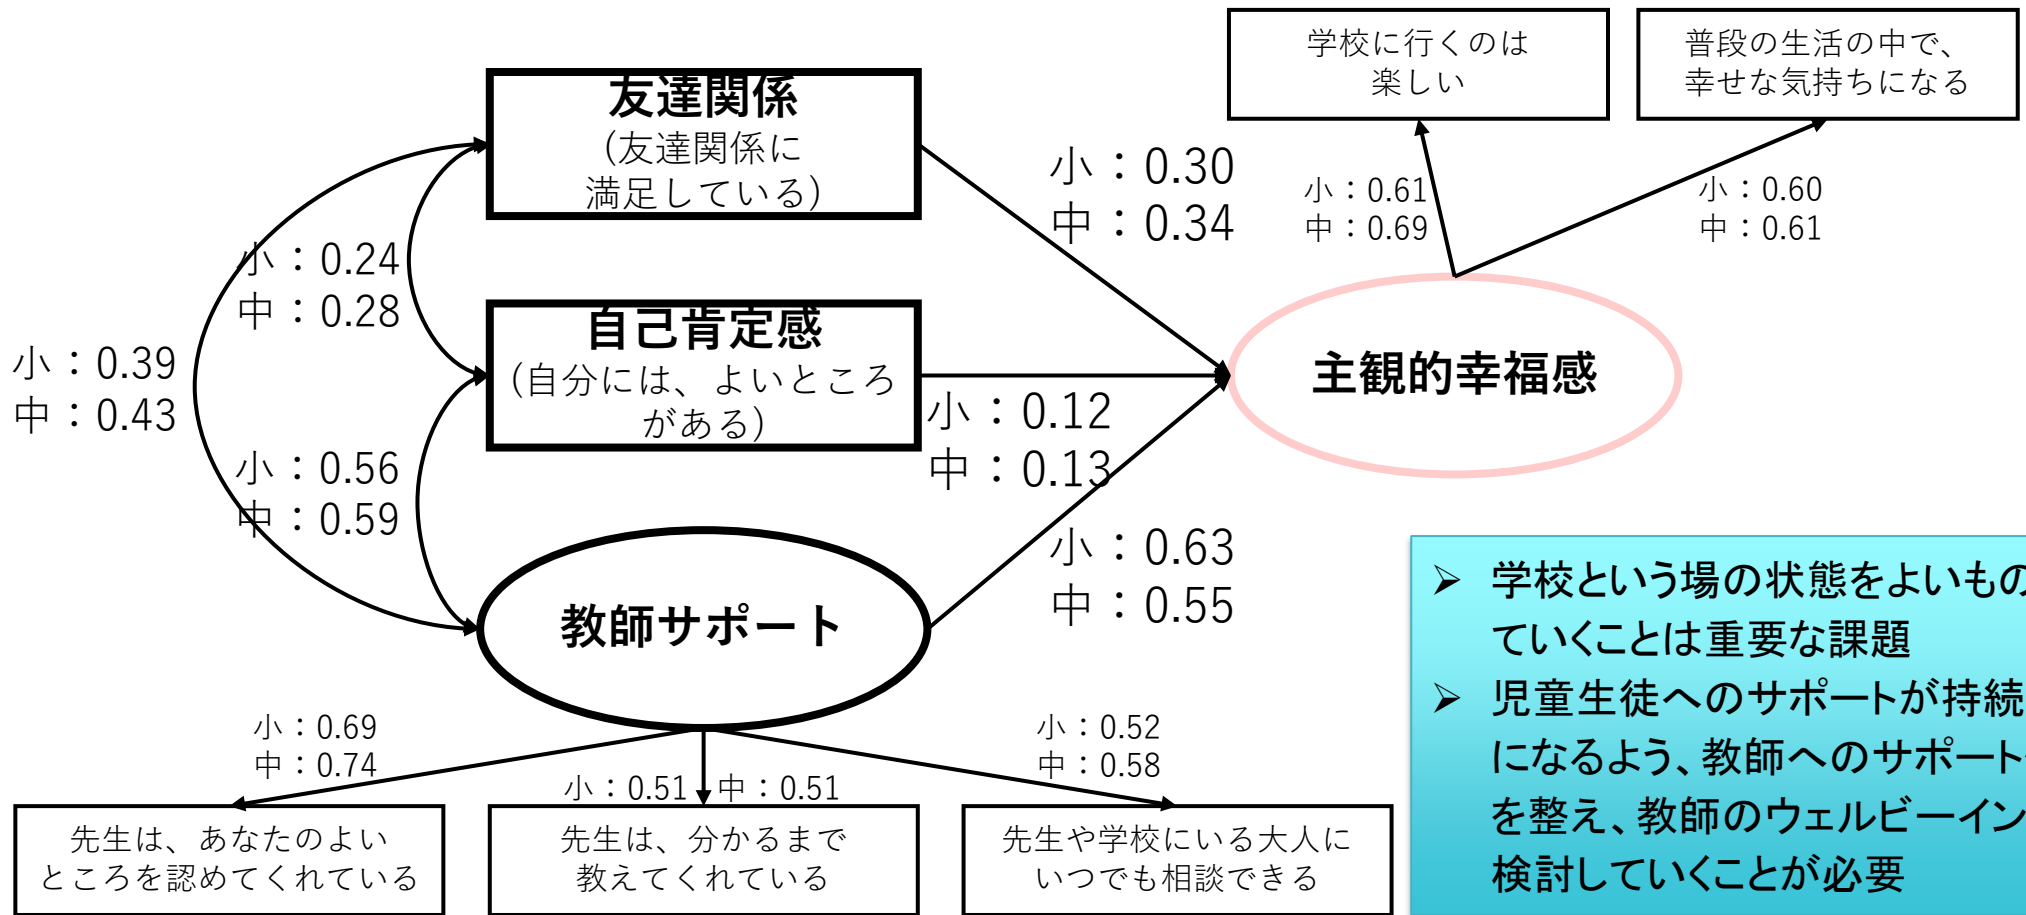 学校に行くのは
楽しい
普段の生活の中で、
幸せな気持ちになる
友達関係
(友達関係に
満足している)
小：0.30
中：0.34
小：0.61
中：0.69
小：0.60
中：0.61
小：0.24
中：0.28
自己肯定感
(自分には、よいところ
がある)
主観的幸福感
小：0.39
中：0.43
小：0.12
中：0.13
小：0.56
中：0.59
小：0.63
中：0.55
教師サポート
小：0.69
中：0.74
小：0.51
中：0.51
小：0.52
中：0.58
先生は、あなたのよい
ところを認めてくれている
先生は、分かるまで
教えてくれている
先生や学校にいる大人に
いつでも相談できる
➢ 学校という場の状態をよいもの
ていくことは重要な課題
➢ 児童生徒へのサポートが持続
になるよう、教師へのサポート
を整え、教師のウェルビーイン
検討していくことが必要